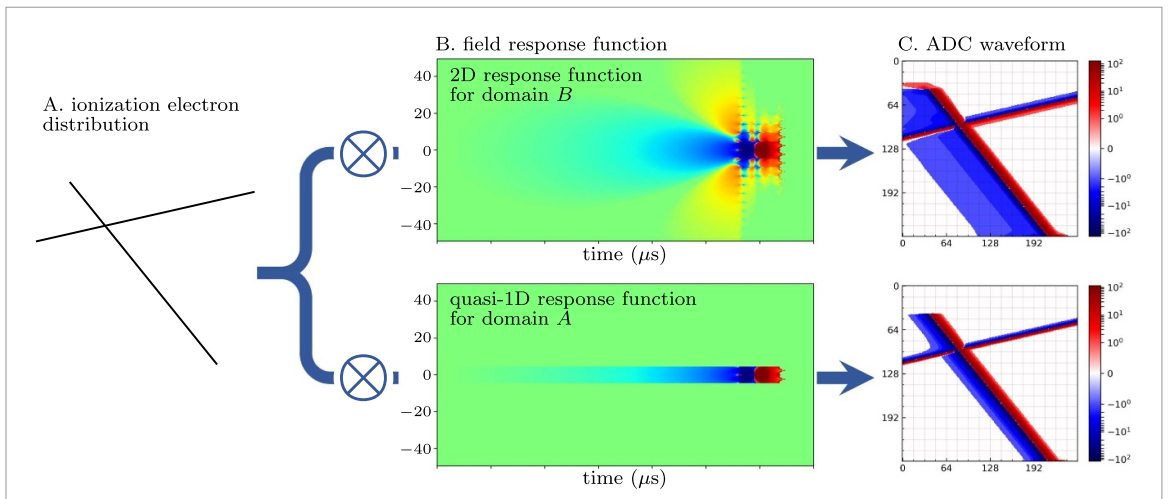 A. ionization electron
distribution
B. field response function
2D response function
for domain B
40
20
0
−20
−40
time (μs)
quasi-1D response function
for domain A
40
20
0
−20
−40
time (μs)
C. ADC waveform
0
64
128
192
0 64 128 192
10²
10¹
10⁰
0
−10⁰
−10¹
−10²
0
64
128
192
0 64 128 192
10²
10¹
10⁰
0
−10⁰
−10¹
−10²